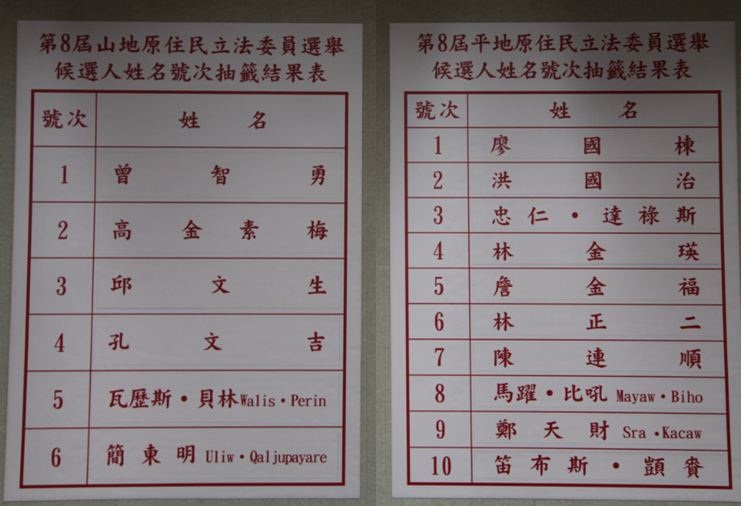 第8屆山地原住民立法委員選舉
候選人姓名號次抽籤結果表
號次 姓名
1 曾智勇
2 高金素梅
3 邱文生
4 孔文吉
5 瓦歷斯・貝林Walis・Perin
6 簡東明 Uliw・Qaljupayare
第8屆平地原住民立法委員選舉
候選人姓名號次抽籤結果表
號次 姓名
1 廖國棟
2 洪國治
3 忠仁・達祿斯
4 林金瑛
5 詹金福
6 林正二
7 陳連順
8 馬躍・比吼 Mayaw・Biho
9 鄭天財 Sra・Kacaw
10 笛布斯・顗賚